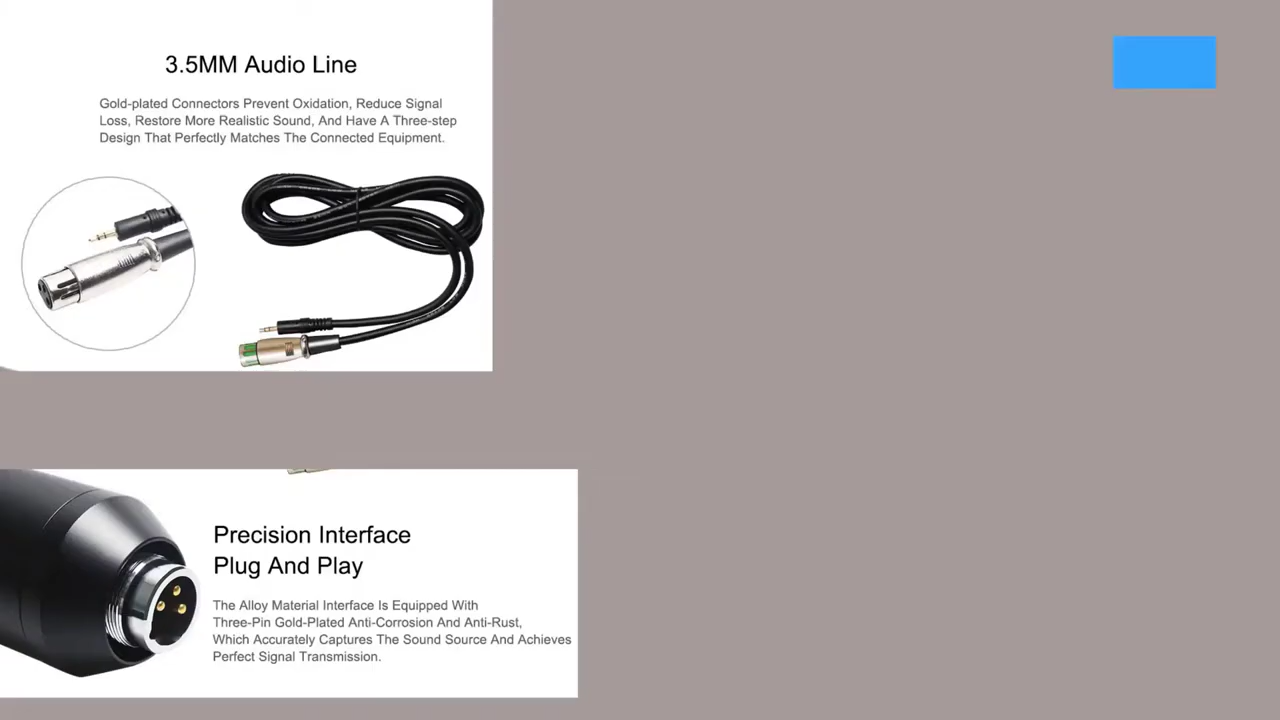 3.5MM Audio Line
Gold-plated Connectors Prevent Oxidation, Reduce Signal
Loss, Restore More Realistic Sound, And Have A Three-step
Design That Perfectly Matches The Connected Equipment.
Precision Interface
Plug And Play
The Alloy Material Interface Is Equipped With
Three-Pin Gold-Plated Anti-Corrosion And Anti-Rust,
Which Accurately Captures The Sound Source And Achieves
Perfect Signal Transmission.